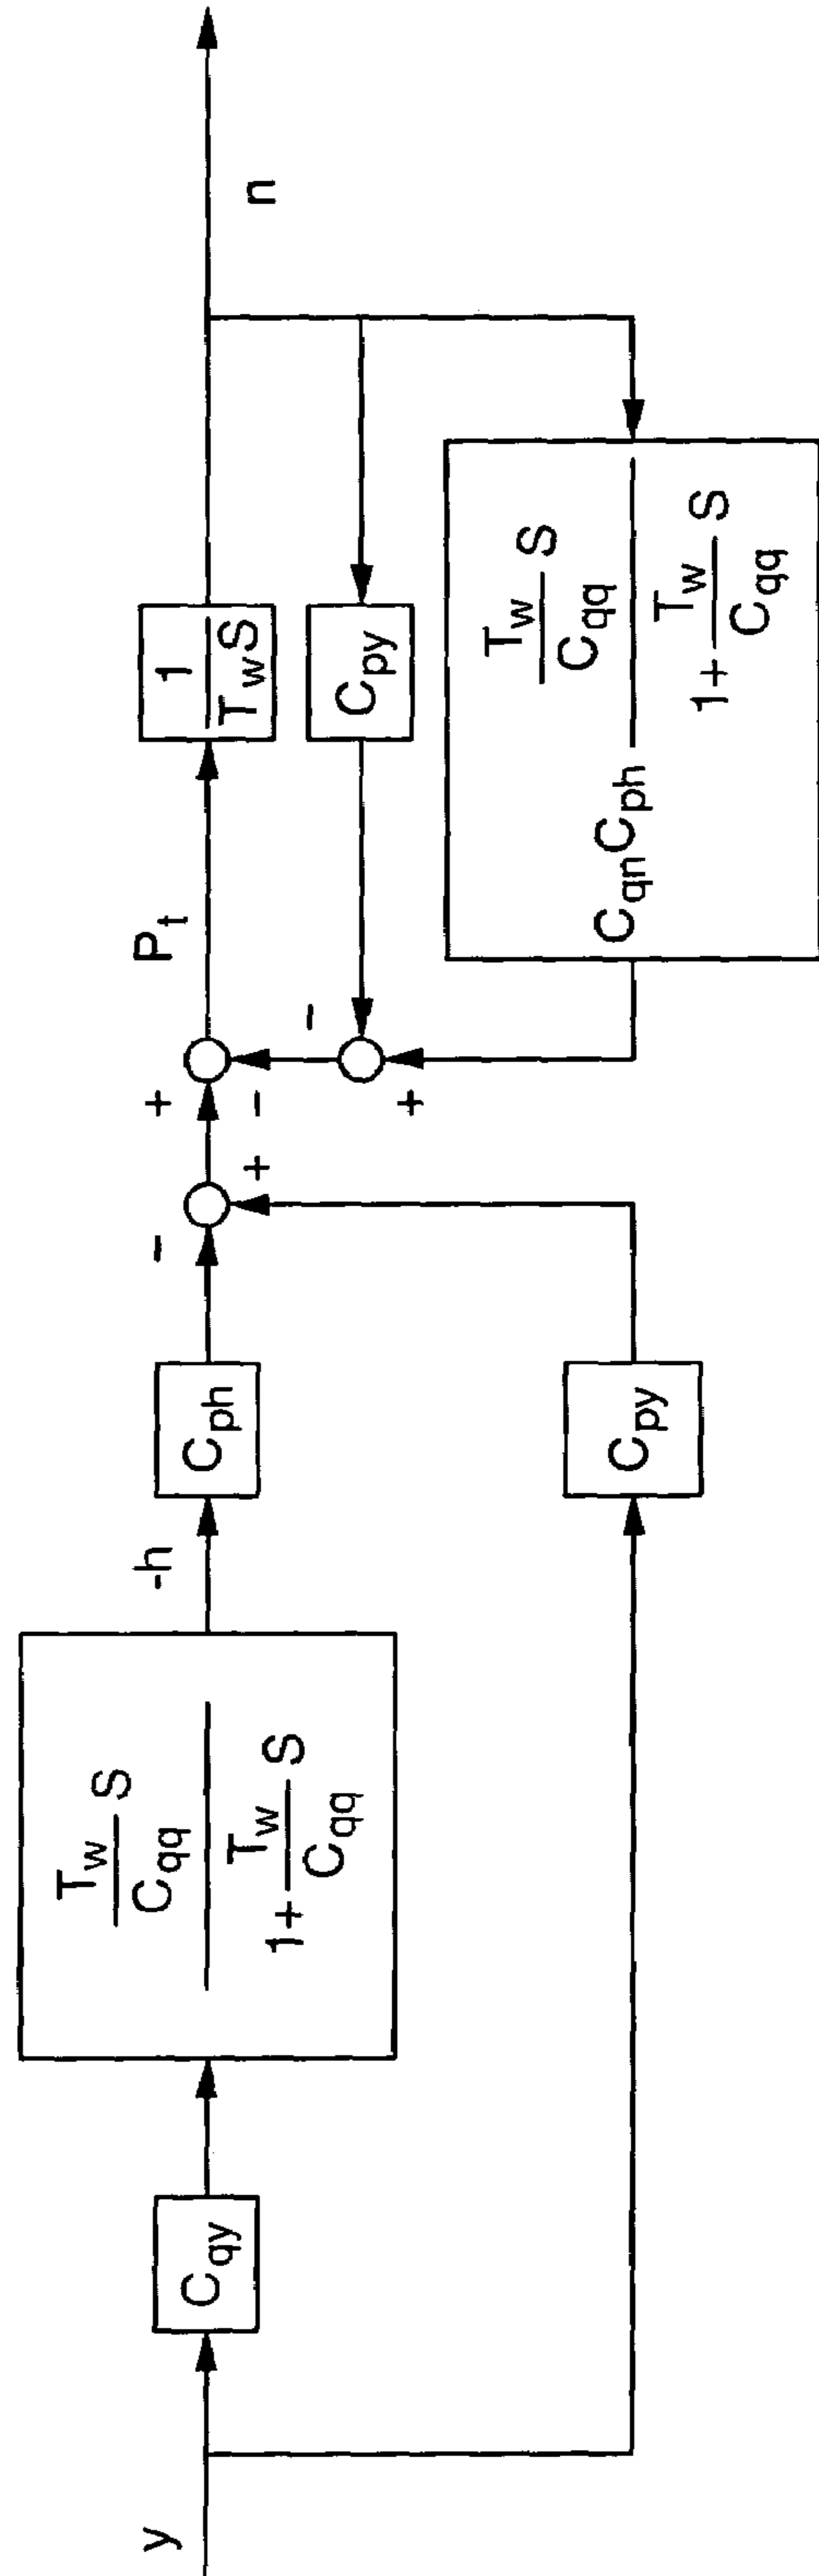 y
C_qy
T_w/C_qq S
1+ T_w/C_qq S
-h
C_ph
-
+
C_py
+
-
P_t
1
T_w S
-
+
C_py
C_qn C_ph
T_w/C_qq S
1+ T_w/C_qq S
n